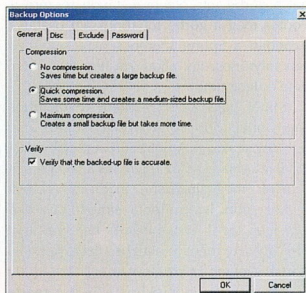 Backup Options
General Disc Exclude Password
Compression
No compression.
Saves time but creates a large backup file.
Quick compression.
Saves some time and creates a medium-sized backup file.
Maximum compression.
Creates a small backup file but takes more time.
Verify
Verify that the backed-up file is accurate.
OK Cancel